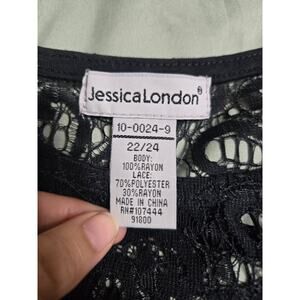 JessicaLondon®
10-0024-9
22/24
BODY:
100%RAYON
LACE:
70%POLYESTER
30%RAYON
MADE IN CHINA
RN#107444
91800